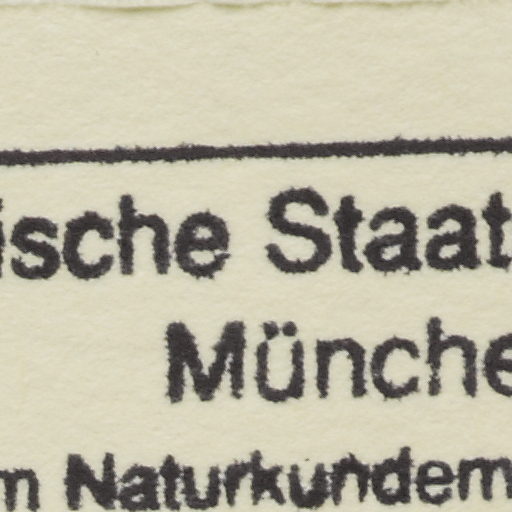 ische Staat
Münche
m Naturkundem